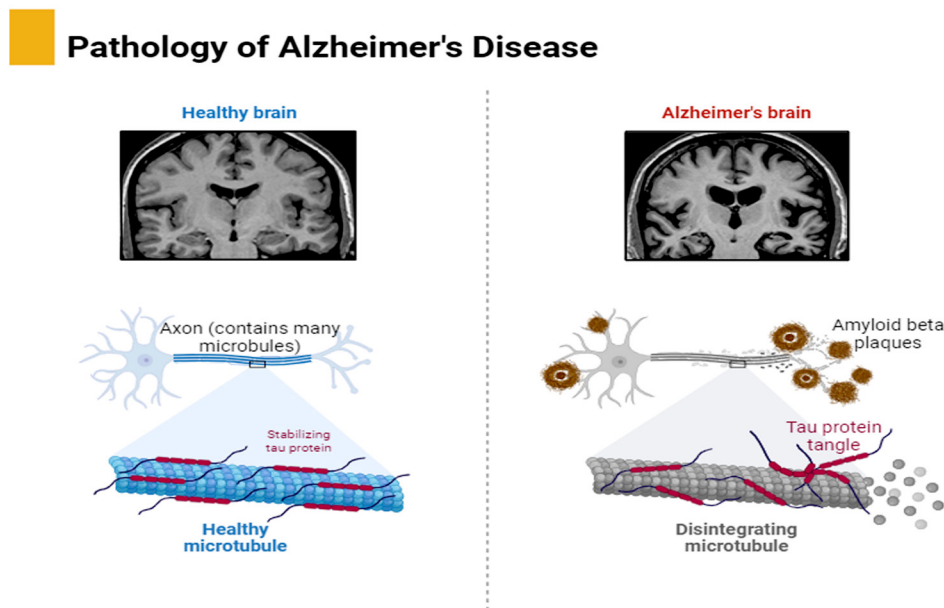 Pathology of Alzheimer's Disease
Healthy brain
Axon (contains many
microbules)
Stabilizing
tau protein
Healthy
microtubule
Alzheimer's brain
Amyloid beta
plaques
Tau protein
tangle
Disintegrating
microtubule